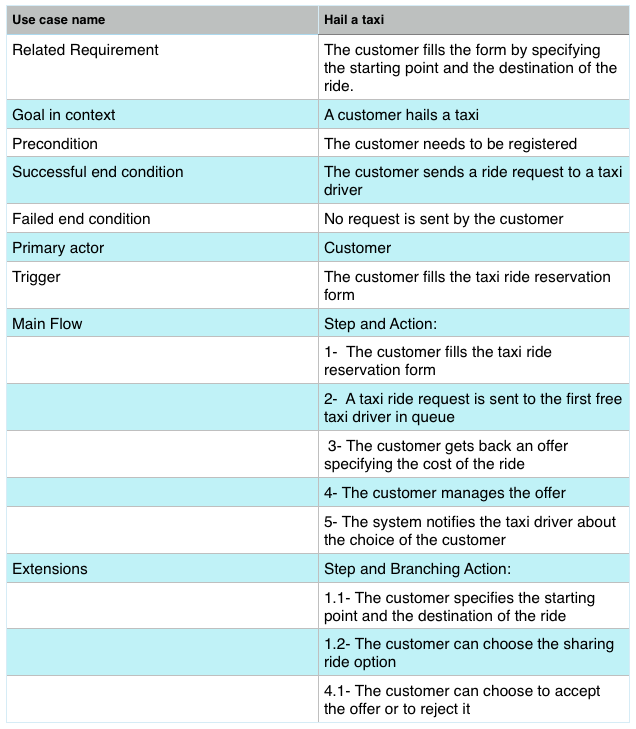 Use case name
Hail a taxi
Related Requirement
The customer fills the form by specifying
the starting point and the destination of the
ride.
Goal in context
A customer hails a taxi
Precondition
The customer needs to be registered
Successful end condition
The customer sends a ride request to a taxi
driver
Failed end condition
No request is sent by the customer
Primary actor
Customer
Trigger
The customer fills the taxi ride reservation
form
Main Flow
Step and Action:
1- The customer fills the taxi ride
reservation form
2- A taxi ride request is sent to the first free
taxi driver in queue
3- The customer gets back an offer
specifying the cost of the ride
4- The customer manages the offer
5- The system notifies the taxi driver about
the choice of the customer
Extensions
Step and Branching Action:
1.1- The customer specifies the starting
point and the destination of the ride
1.2- The customer can choose the sharing
ride option
4.1- The customer can choose to accept
the offer or to reject it